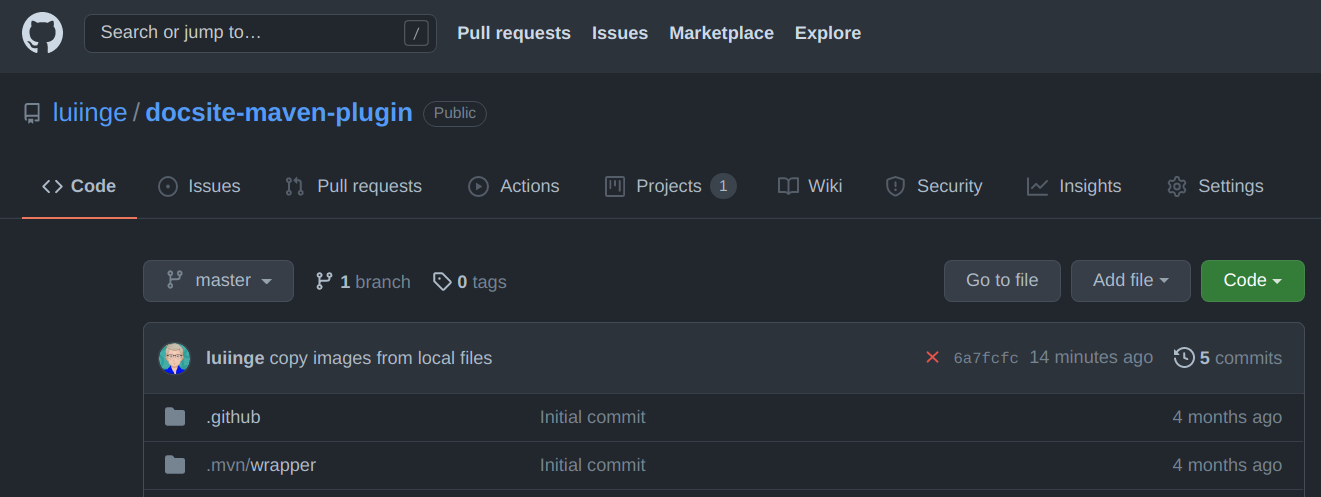 Search or jump to… / Pull requests Issues Marketplace Explore
luiinge / docsite-maven-plugin Public
Code Issues Pull requests Actions Projects 1 Wiki Security Insights Settings
master 1 branch 0 tags Go to file Add file Code
luiinge copy images from local files 6a7fcfc 14 minutes ago 5 commits
.github Initial commit 4 months ago
.mvn/wrapper Initial commit 4 months ago